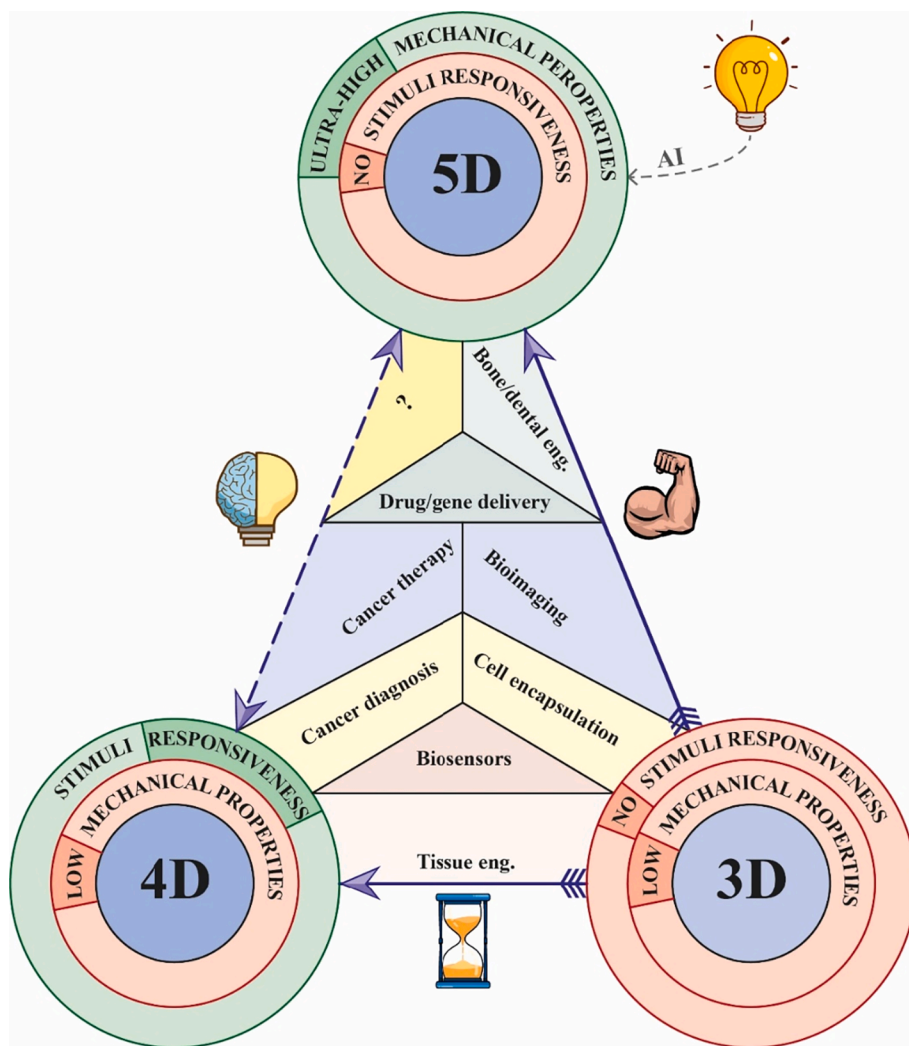 ULTRA-HIGH MECHANICAL PEROPERTIES
NO STIMULI RESPONSIVENESS
5D
AI
?
Bone/dental eng.
Drug/gene delivery
Cancer therapy
Bioimaging
Cancer diagnosis
Cell encapsulation
Biosensors
Tissue eng.
STIMULI RESPONSIVENESS
LOW MECHANICAL PROPERTIES
4D
NO STIMULI RESPONSIVENESS
LOW MECHANICAL PROPERTIES
3D